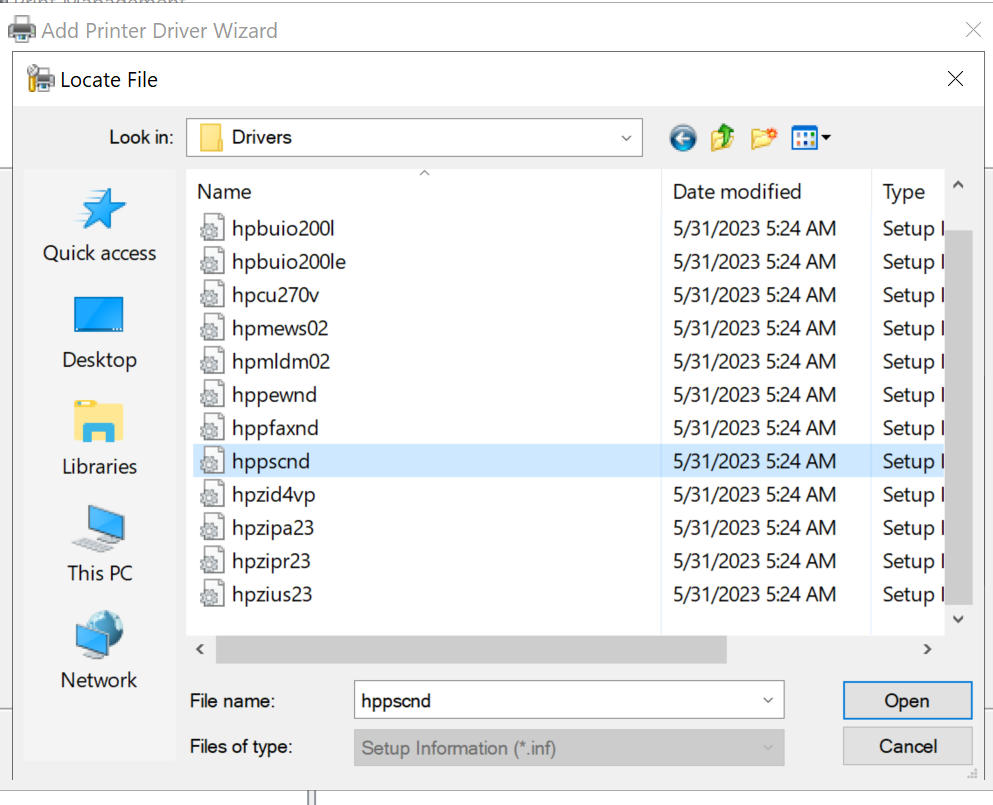 Print Management
Add Printer Driver Wizard
Locate File
Look in: Drivers
Quick access
Desktop
Libraries
This PC
Network
Name Date modified Type
hpbuio200l 5/31/2023 5:24 AM Setup I
hpbuio200le 5/31/2023 5:24 AM Setup I
hpcu270v 5/31/2023 5:24 AM Setup I
hpmews02 5/31/2023 5:24 AM Setup I
hpmldm02 5/31/2023 5:24 AM Setup I
hppewnd 5/31/2023 5:24 AM Setup I
hppfaxnd 5/31/2023 5:24 AM Setup I
hppscnd 5/31/2023 5:24 AM Setup I
hpzid4vp 5/31/2023 5:24 AM Setup I
hpzipa23 5/31/2023 5:24 AM Setup I
hpzipr23 5/31/2023 5:24 AM Setup I
hpzius23 5/31/2023 5:24 AM Setup I
File name: hppscnd Open
Files of type: Setup Information (*.inf) Cancel